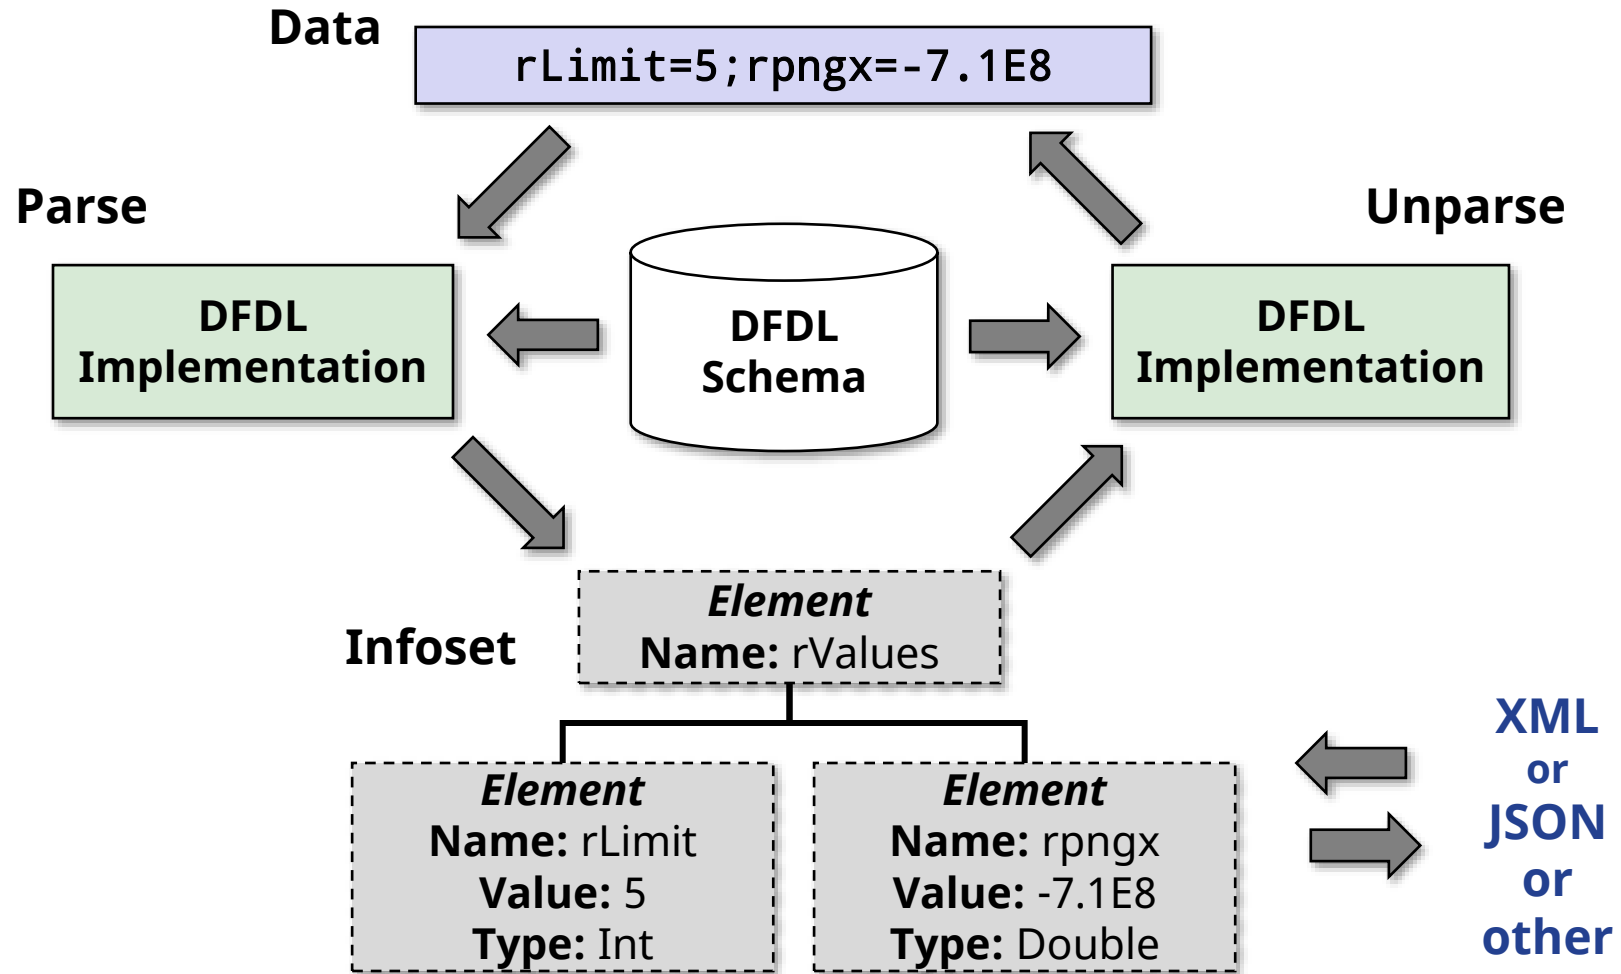 Data
rLimit=5;rpngx=-7.1E8
Parse
Unparse
DFDL
Implementation
DFDL
Schema
DFDL
Implementation
Element
Name: rValues
Infoset
Element
Name: rLimit
Value: 5
Type: Int
Element
Name: rpngx
Value: -7.1E8
Type: Double
XML
or
JSON
or
other